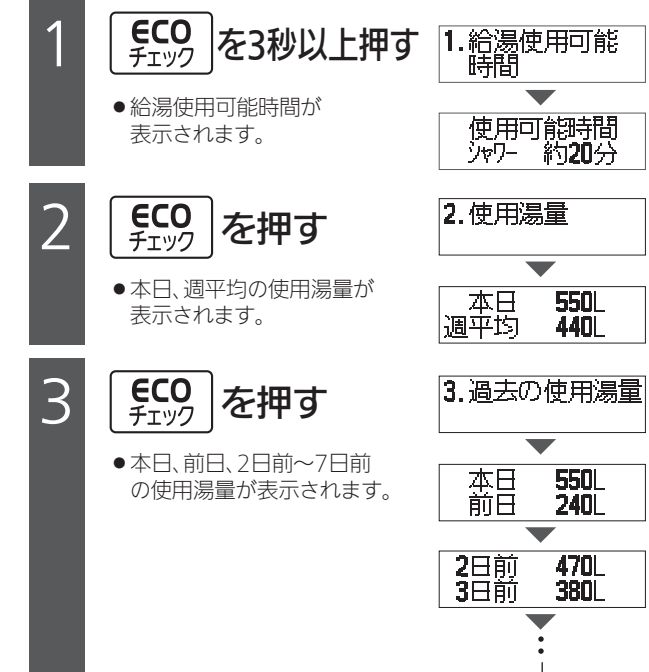 1
ECO
チェック
を3秒以上押す
●給湯使用可能時間が
表示されます。
1.給湯使用可能
時間
使用可能時間
シャワー 約20分
2
ECO
チェック
を押す
●本日、週平均の使用湯量が
表示されます。
2.使用湯量
本日 550L
週平均 440L
3
ECO
チェック
を押す
●本日、前日、2日前~7日前
の使用湯量が表示されます。
3.過去の使用湯量
本日 550L
前日 240L
2日前 470L
3日前 380L